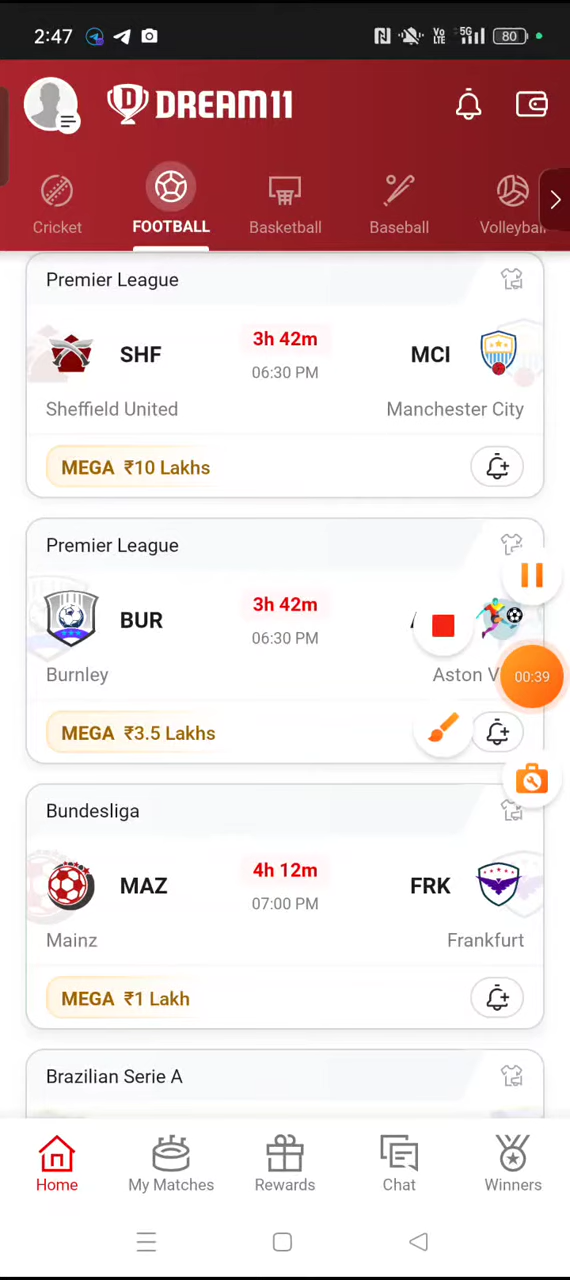 2:47
Vo
LTE
5G
80
DREAM11
Cricket
FOOTBALL
Basketball
Baseball
Volleyball
Premier League
SHF
3h 42m
MCI
06:30 PM
Sheffield United
Manchester City
MEGA ₹10 Lakhs
Premier League
BUR
3h 42m
06:30 PM
Burnley
Aston V
00:39
MEGA ₹3.5 Lakhs
Bundesliga
MAZ
4h 12m
FRK
07:00 PM
Mainz
Frankfurt
MEGA ₹1 Lakh
Brazilian Serie A
Home
My Matches
Rewards
Chat
Winners